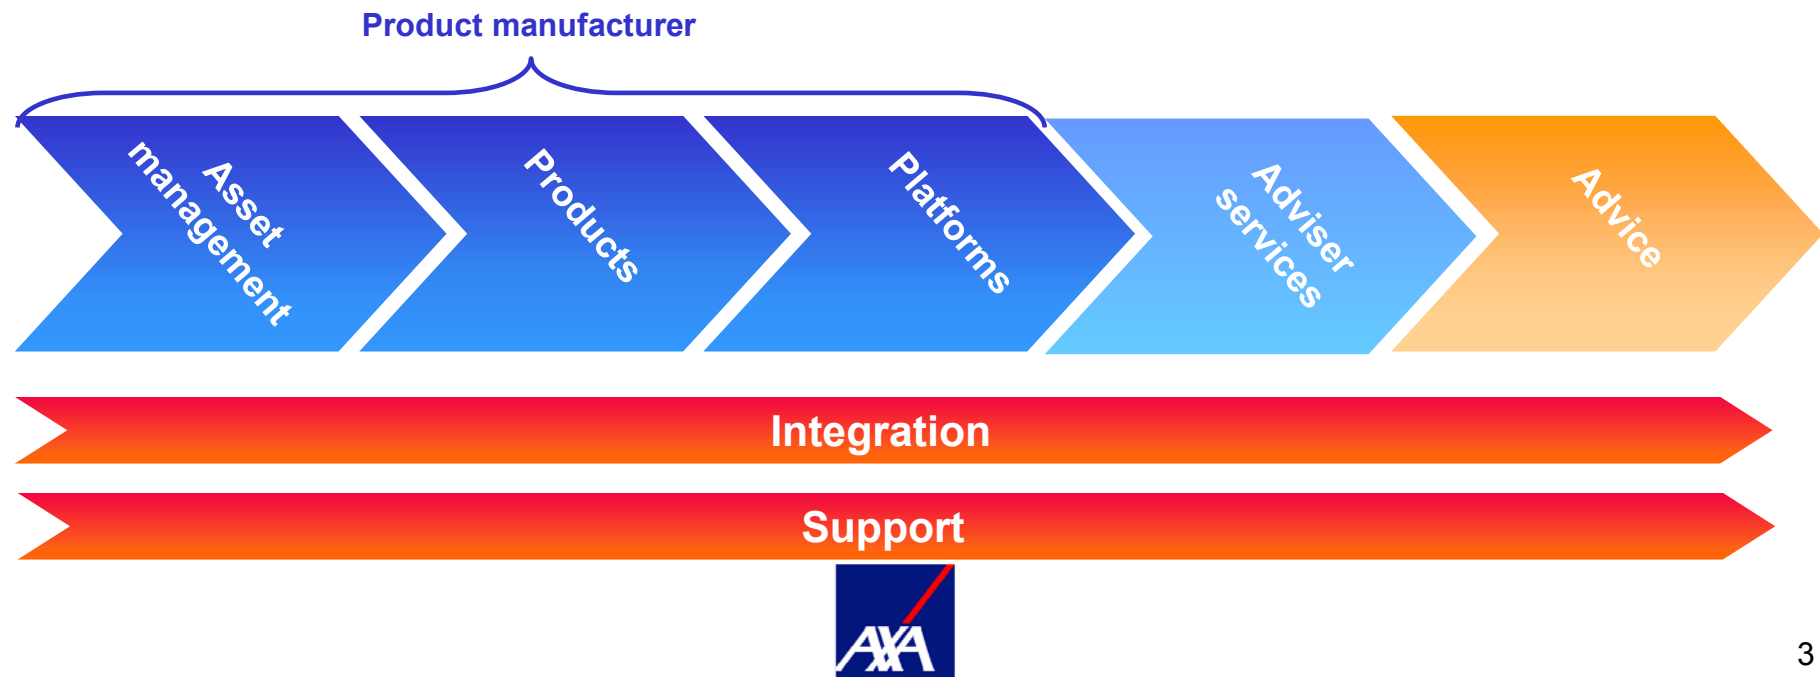 Product manufacturer
Asset
management
Products
Platforms
Adviser
services
Advice
Integration
Support
AXA
3